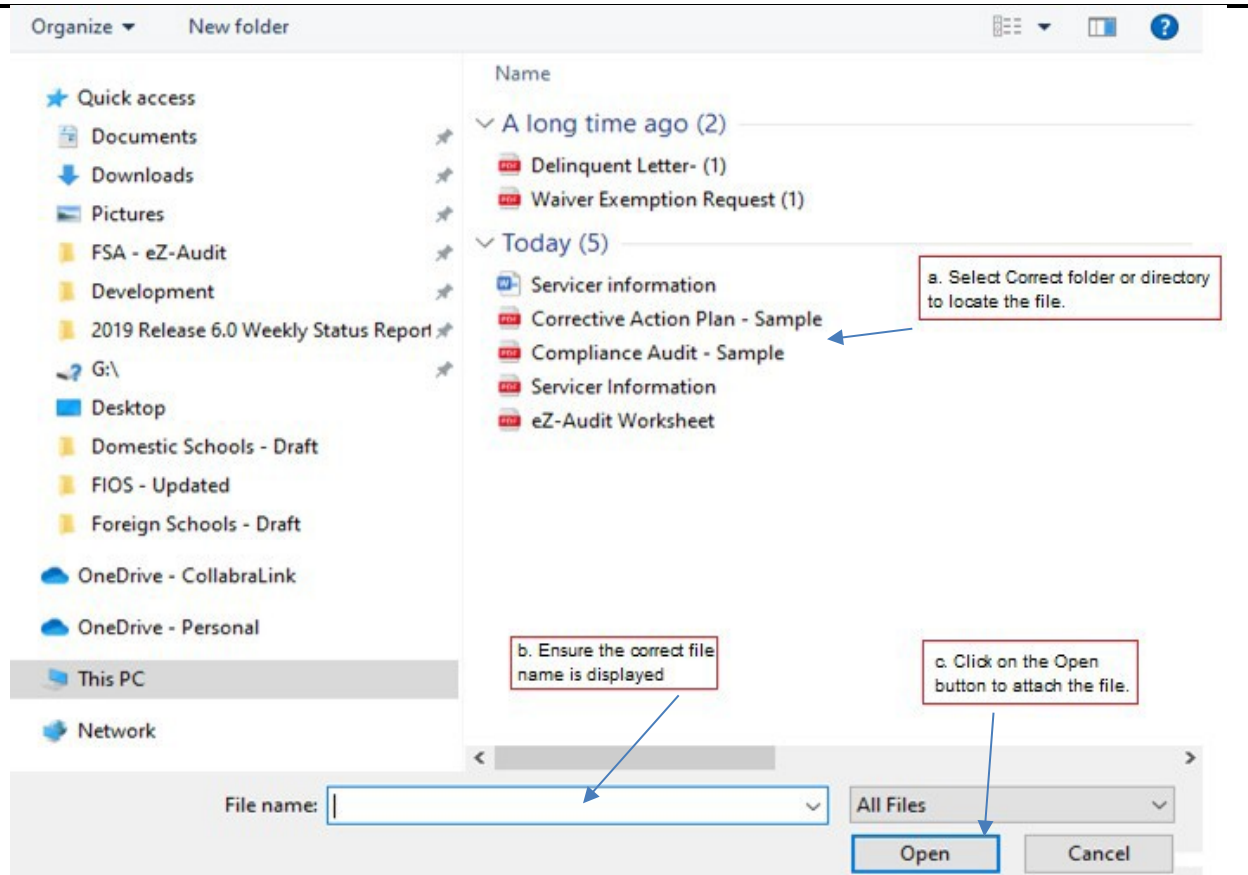 Organize New folder
Quick access
Documents
Downloads
Pictures
FSA - eZ-Audit
Development
2019 Release 6.0 Weekly Status Report
G:\
Desktop
Domestic Schools - Draft
FIOS - Updated
Foreign Schools - Draft
OneDrive - CollabraLink
OneDrive - Personal
This PC
Network
Name
A long time ago (2)
Delinquent Letter- (1)
Waiver Exemption Request (1)
Today (5)
Servicer information
Corrective Action Plan - Sample
Compliance Audit - Sample
Servicer Information
eZ-Audit Worksheet
a. Select Correct folder or directory
to locate the file.
b. Ensure the correct file
name is displayed
c. Click on the Open
button to attach the file.
File name:
All Files
Open Cancel